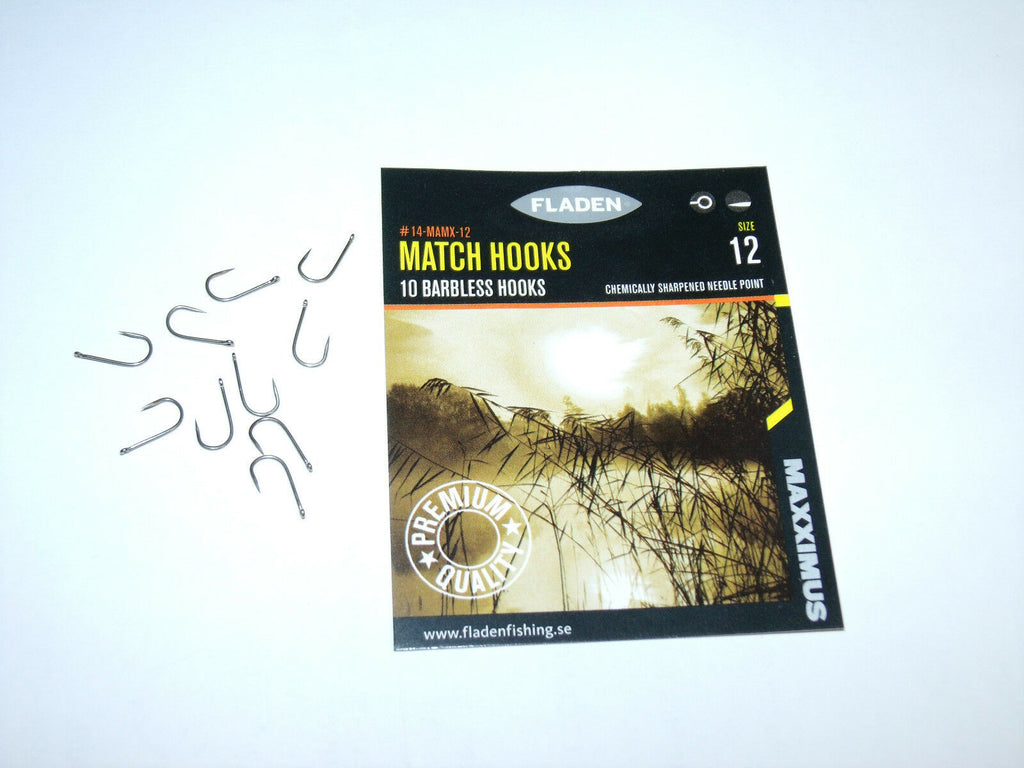 FLADEN
#14-MAMX-12
MATCH HOOKS
10 BARBLESS HOOKS
SIZE
12
CHEMICALLY SHARPENED NEEDLE POINT
MAXXIMUS
PREMIUM
QUALITY
www.fladenfishing.se